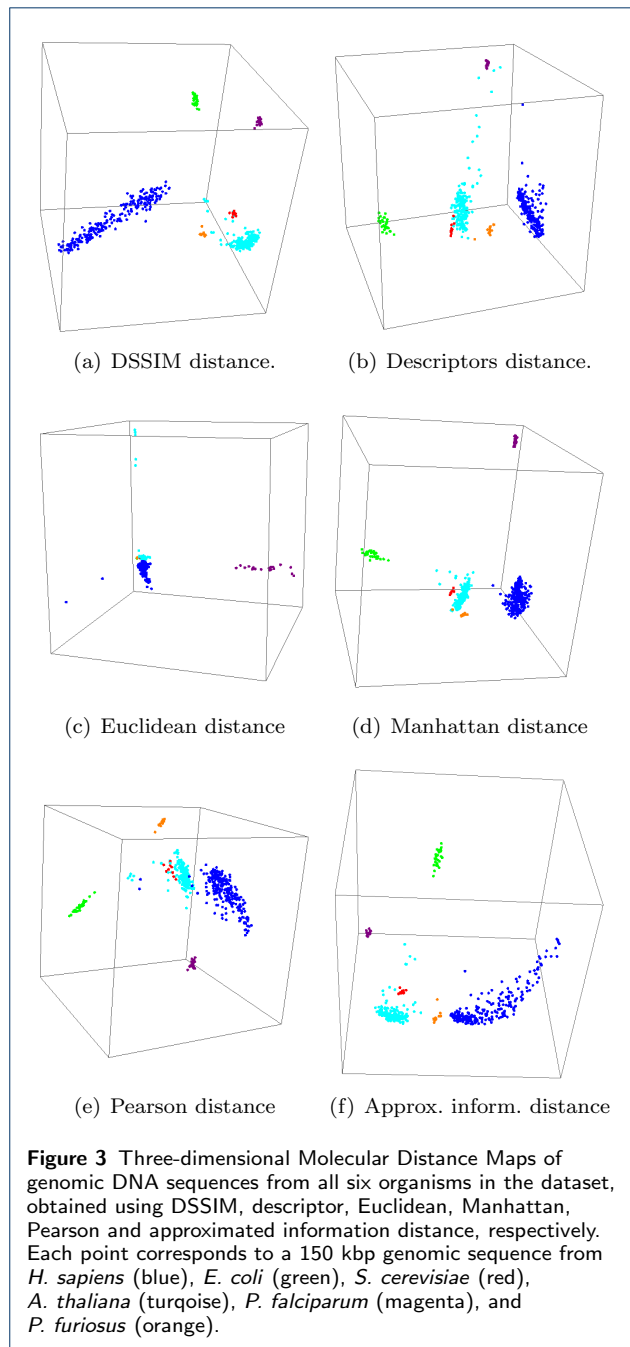 (a) DSSIM distance.
(b) Descriptors distance.
(c) Euclidean distance
(d) Manhattan distance
(e) Pearson distance
(f) Approx. inform. distance
Figure 3 Three-dimensional Molecular Distance Maps of
genomic DNA sequences from all six organisms in the dataset,
obtained using DSSIM, descriptor, Euclidean, Manhattan,
Pearson and approximated information distance, respectively.
Each point corresponds to a 150 kbp genomic sequence from
H. sapiens (blue), E. coli (green), S. cerevisiae (red),
A. thaliana (turqoise), P. falciparum (magenta), and
P. furiosus (orange).